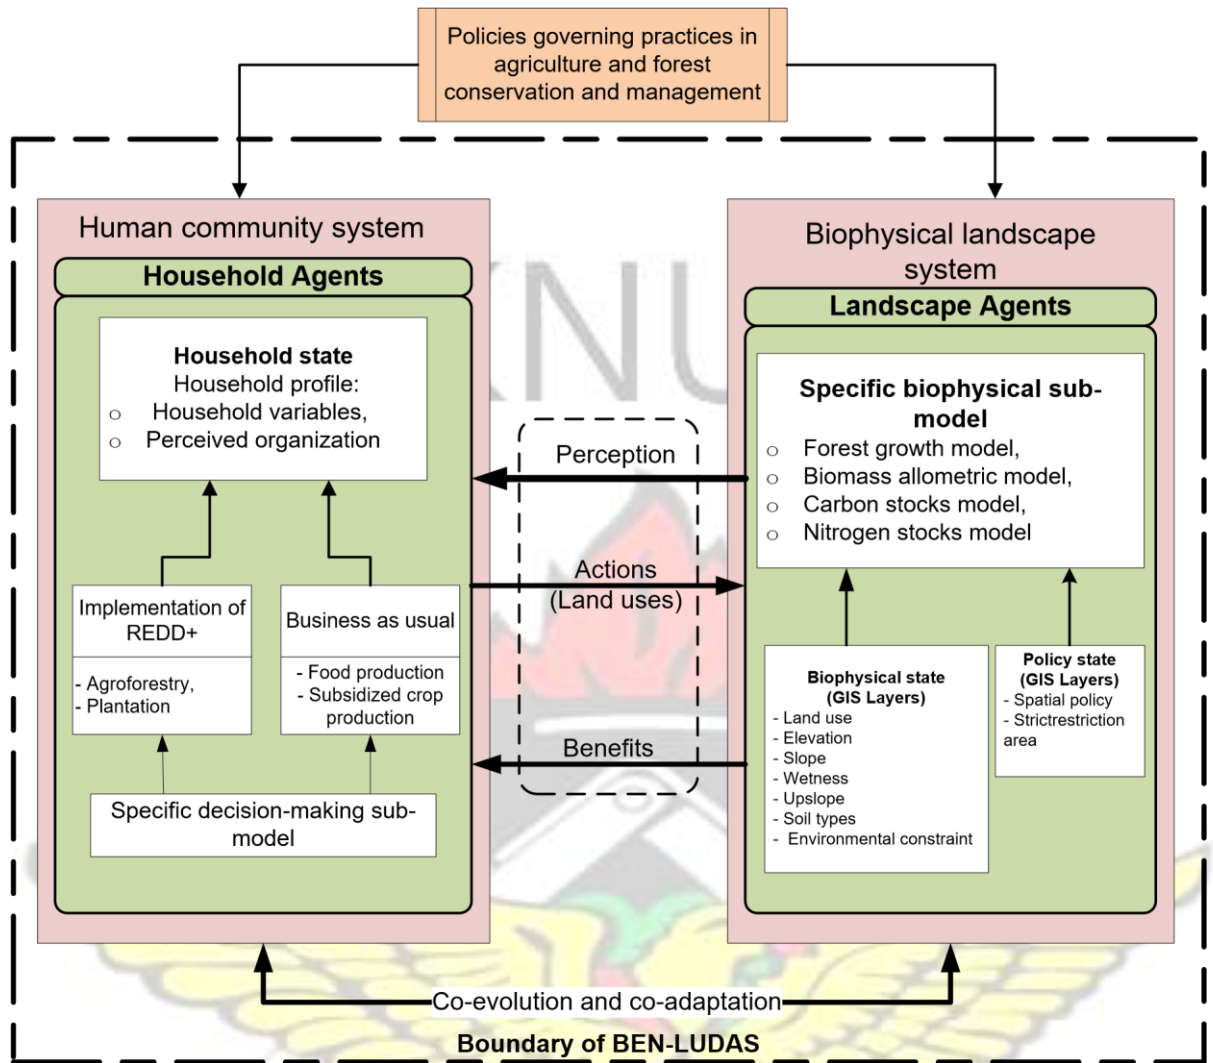 Policies governing practices in
agriculture and forest
conservation and management
Human community system
Household Agents
Household state
Household profile:
o Household variables,
o Perceived organization
Implementation of
REDD+
- Agroforestry,
- Plantation
Business as usual
- Food production
- Subsidized crop
production
Specific decision-making sub-
model
Perception
Actions
(Land uses)
Benefits
Biophysical landscape
system
Landscape Agents
Specific biophysical sub-
model
o Forest growth model,
o Biomass allometric model,
o Carbon stocks model,
o Nitrogen stocks model
Biophysical state
(GIS Layers)
- Land use
- Elevation
- Slope
- Wetness
- Upslope
- Soil types
- Environmental constraint
Policy state
(GIS Layers)
- Spatial policy
- Strictrestriction
area
Co-evolution and co-adaptation
Boundary of BEN-LUDAS
KNU